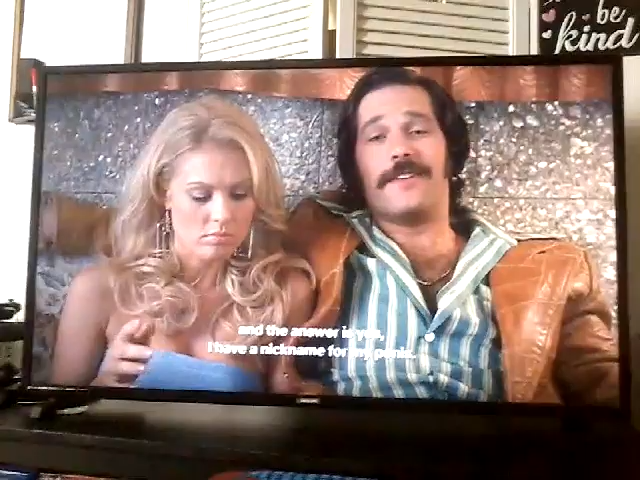 be
kind
and the answer is yes,
I have a nickname for my penis.